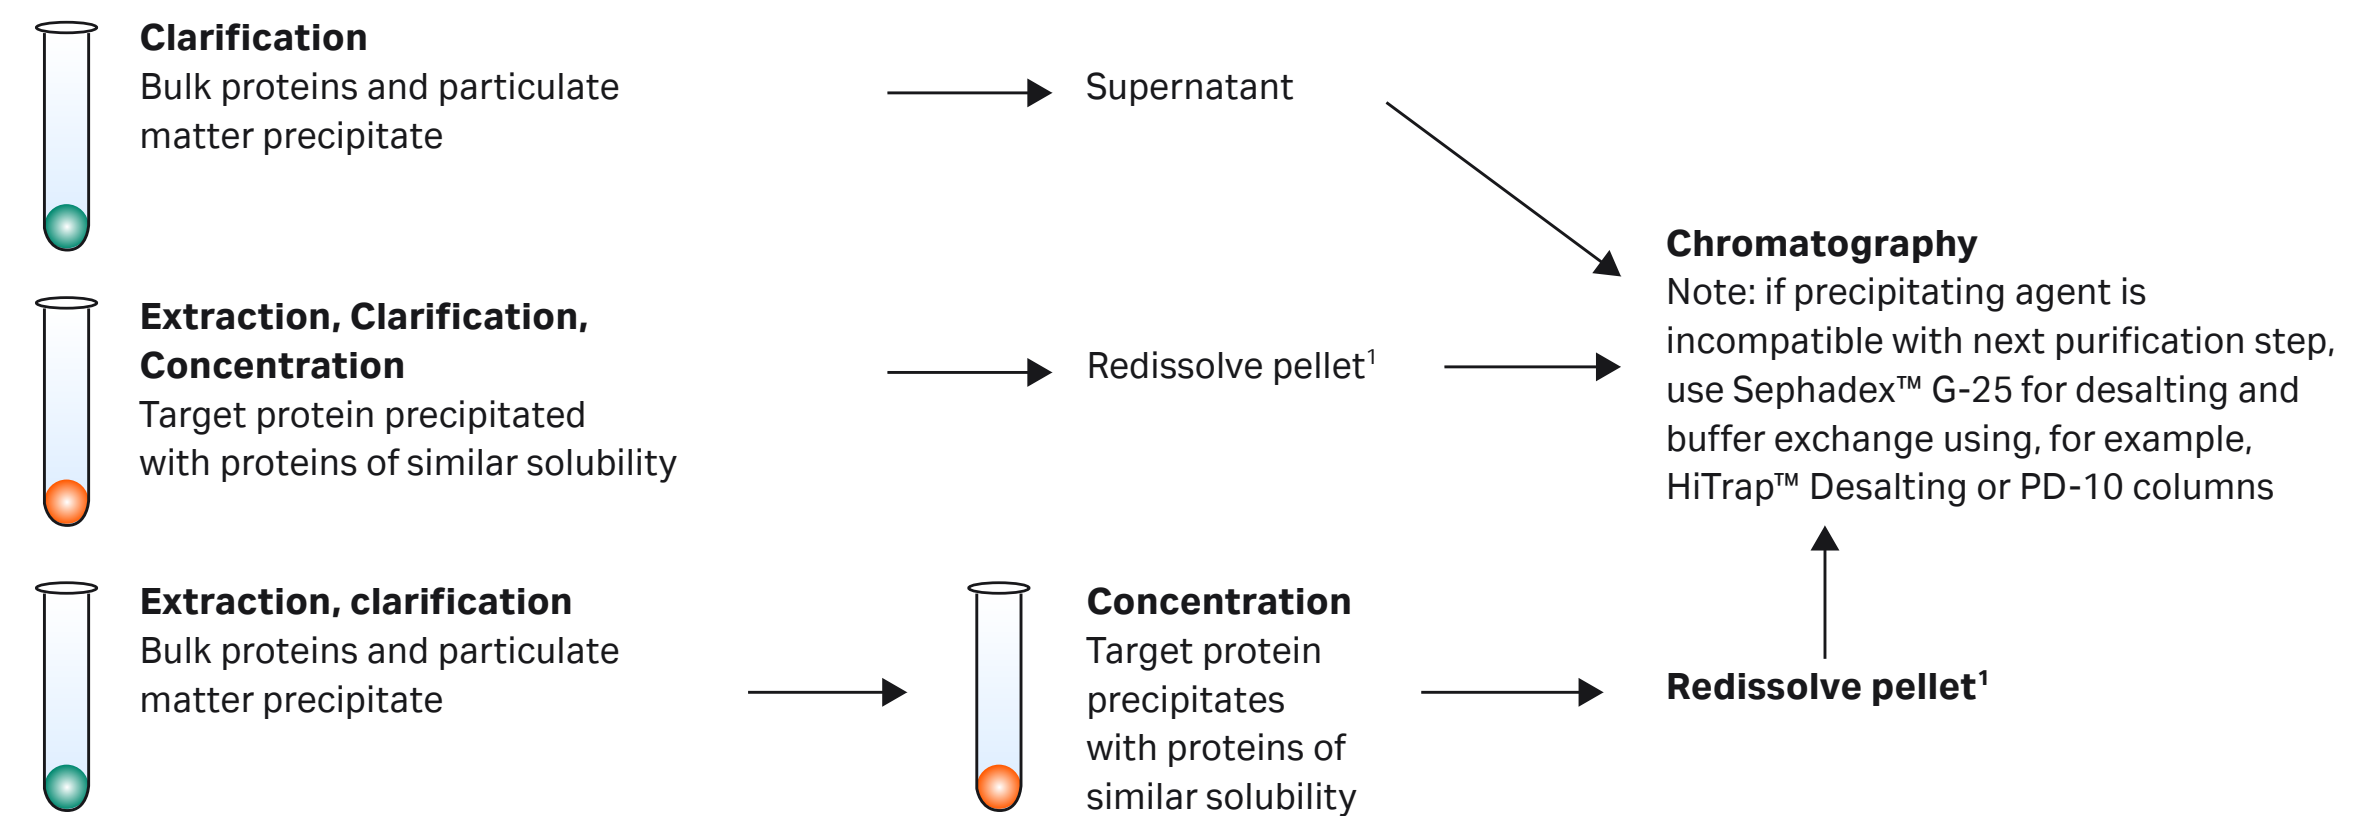 Clarification
Bulk proteins and particulate
matter precipitate
Supernatant
Extraction, Clarification,
Concentration
Target protein precipitated
with proteins of similar solubility
Redissolve pellet¹
Chromatography
Note: if precipitating agent is
incompatible with next purification step,
use Sephadex™ G-25 for desalting and
buffer exchange using, for example,
HiTrap™ Desalting or PD-10 columns
Extraction, clarification
Bulk proteins and particulate
matter precipitate
Concentration
Target protein
precipitates
with proteins of
similar solubility
Redissolve pellet¹